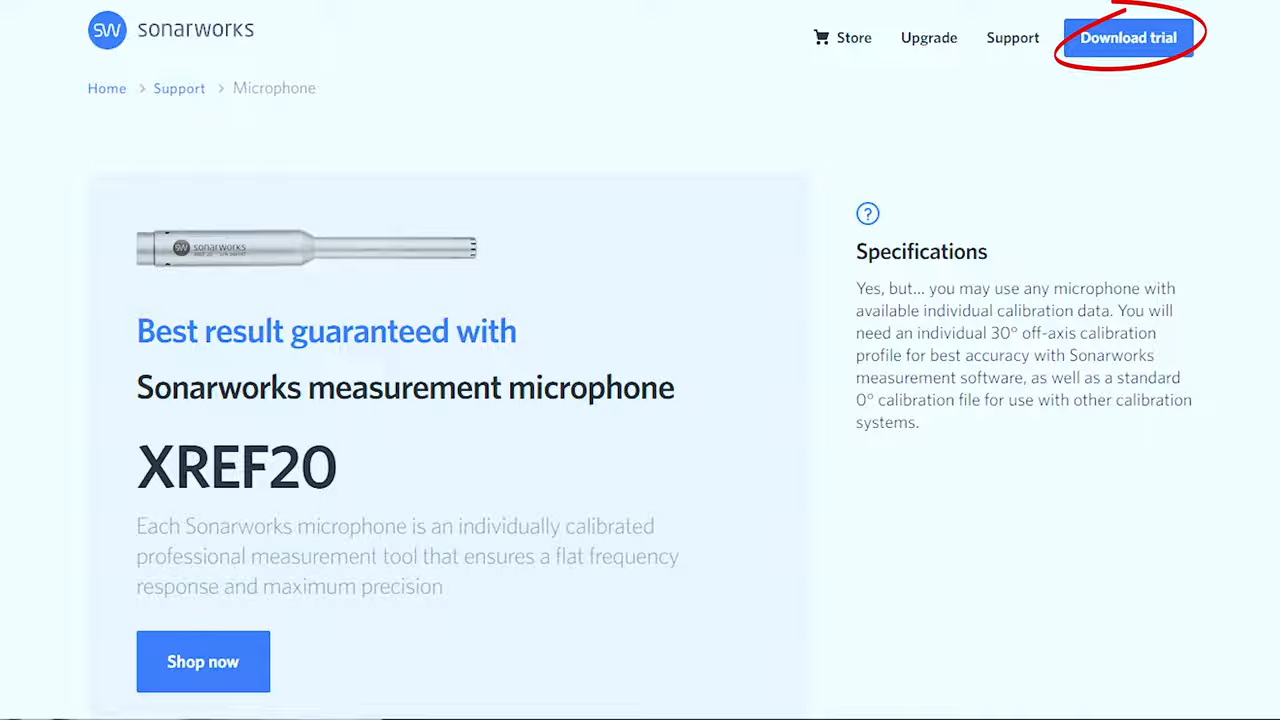 SW sonarworks
Store Upgrade Support Download trial
Home > Support > Microphone
SW sonarworks
Best result guaranteed with
Sonarworks measurement microphone
XREF20
Each Sonarworks microphone is an individually calibrated
professional measurement tool that ensures a flat frequency
response and maximum precision
Shop now
?
Specifications
Yes, but... you may use any microphone with
available individual calibration data. You will
need an individual 30° off-axis calibration
profile for best accuracy with Sonarworks
measurement software, as well as a standard
0° calibration file for use with other calibration
systems.